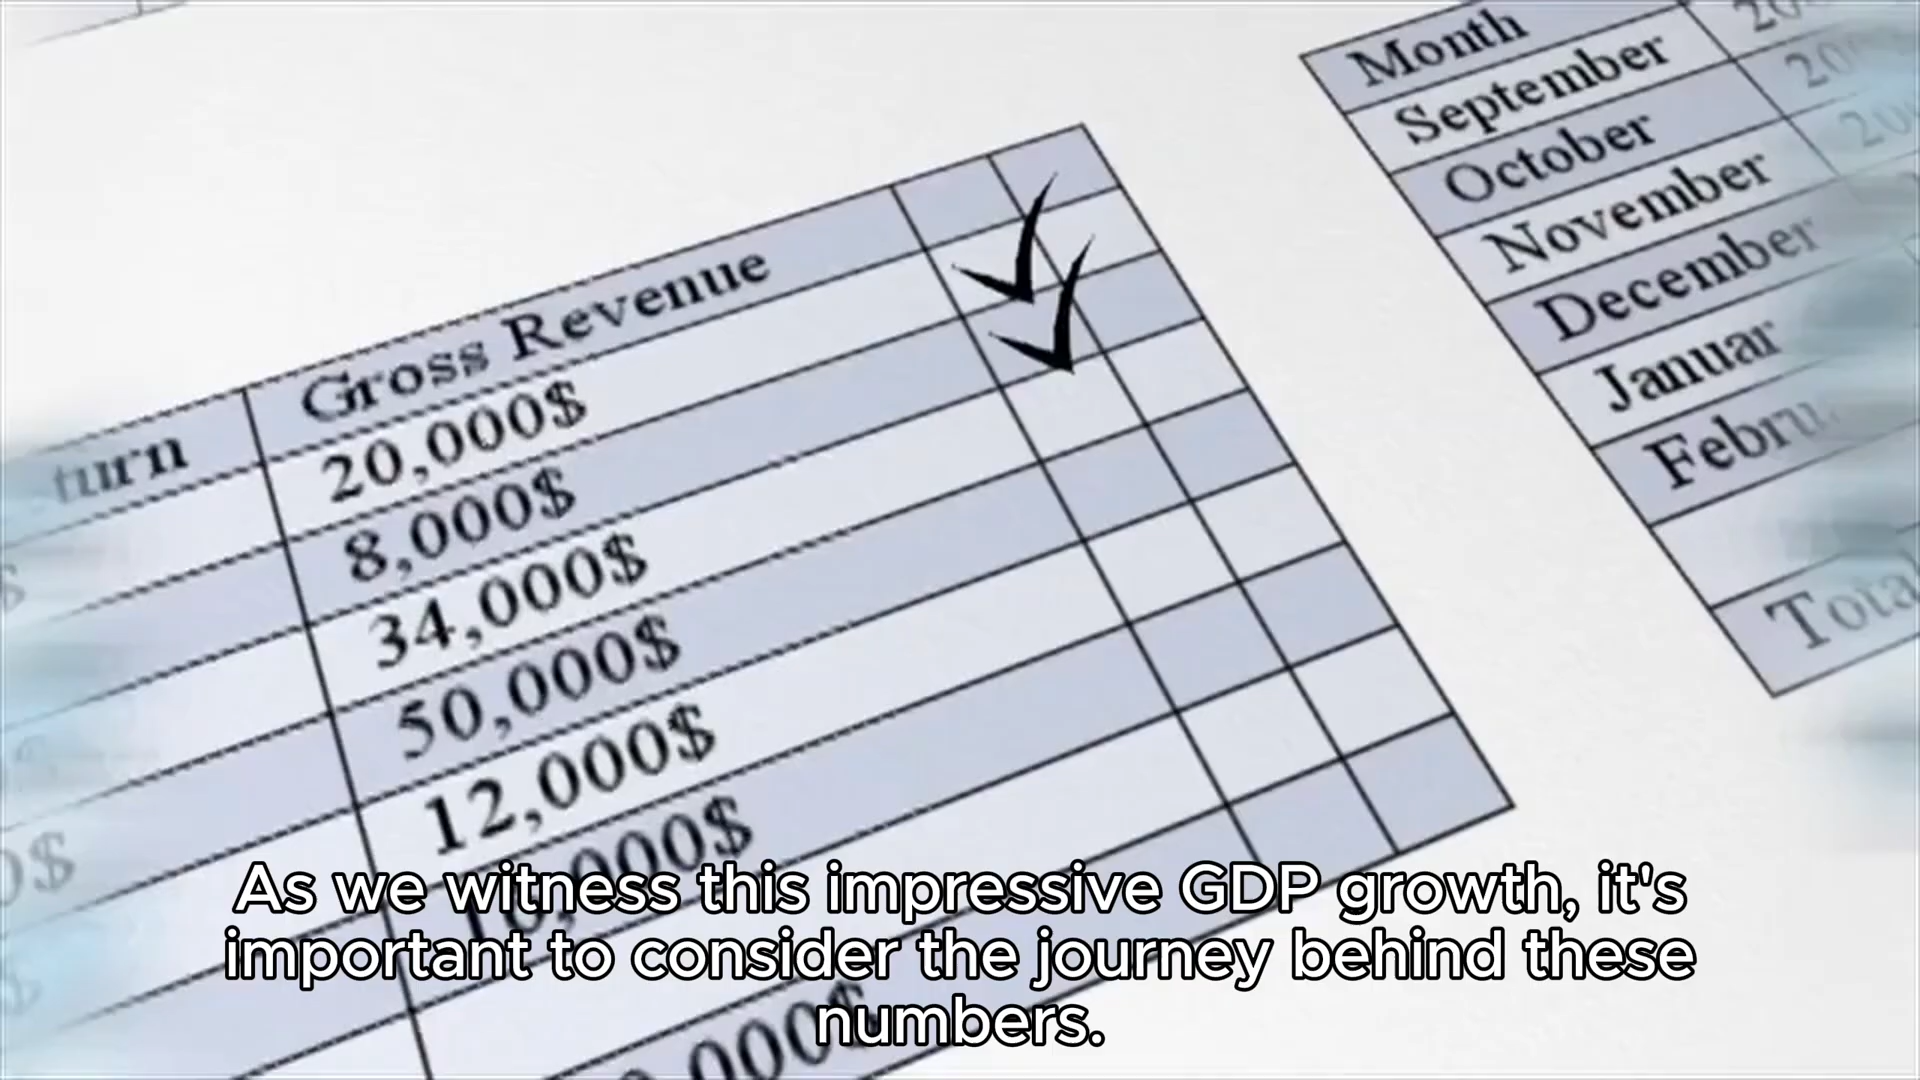 Gross Revenue
20,000$
8,000$
34,000$
50,000$
12,000$
Month
September
October
November
December
Januar
As we witness this impressive GDP growth, it's
important to consider the journey behind these
numbers.